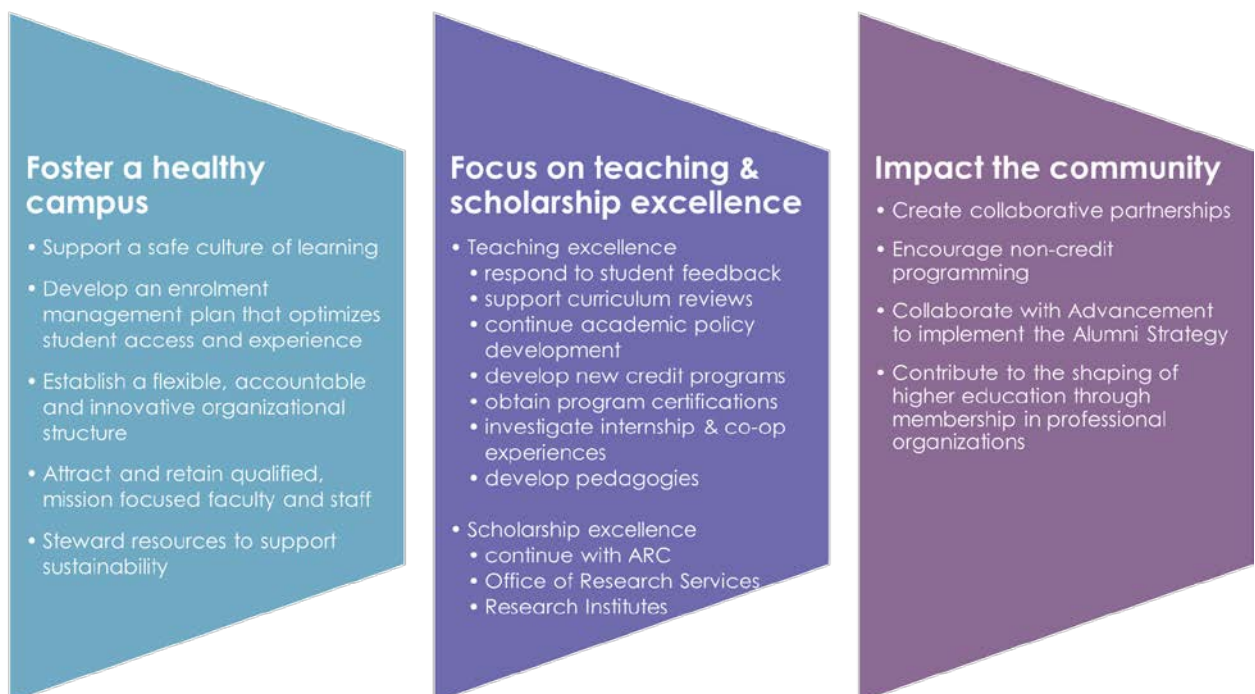 Foster a healthy
campus
• Support a safe culture of learning
• Develop an enrolment
management plan that optimizes
student access and experience
• Establish a flexible, accountable
and innovative organizational
structure
• Attract and retain qualified,
mission focused faculty and staff
• Steward resources to support
sustainability
Focus on teaching &
scholarship excellence
• Teaching excellence
• respond to student feedback
• support curriculum reviews
• continue academic policy
development
• develop new credit programs
• obtain program certifications
• investigate internship & co-op
experiences
• develop pedagogies
• Scholarship excellence
• continue with ARC
• Office of Research Services
• Research Institutes
Impact the community
• Create collaborative partnerships
• Encourage non-credit
programming
• Collaborate with Advancement
to implement the Alumni Strategy
• Contribute to the shaping of
higher education through
membership in professional
organizations